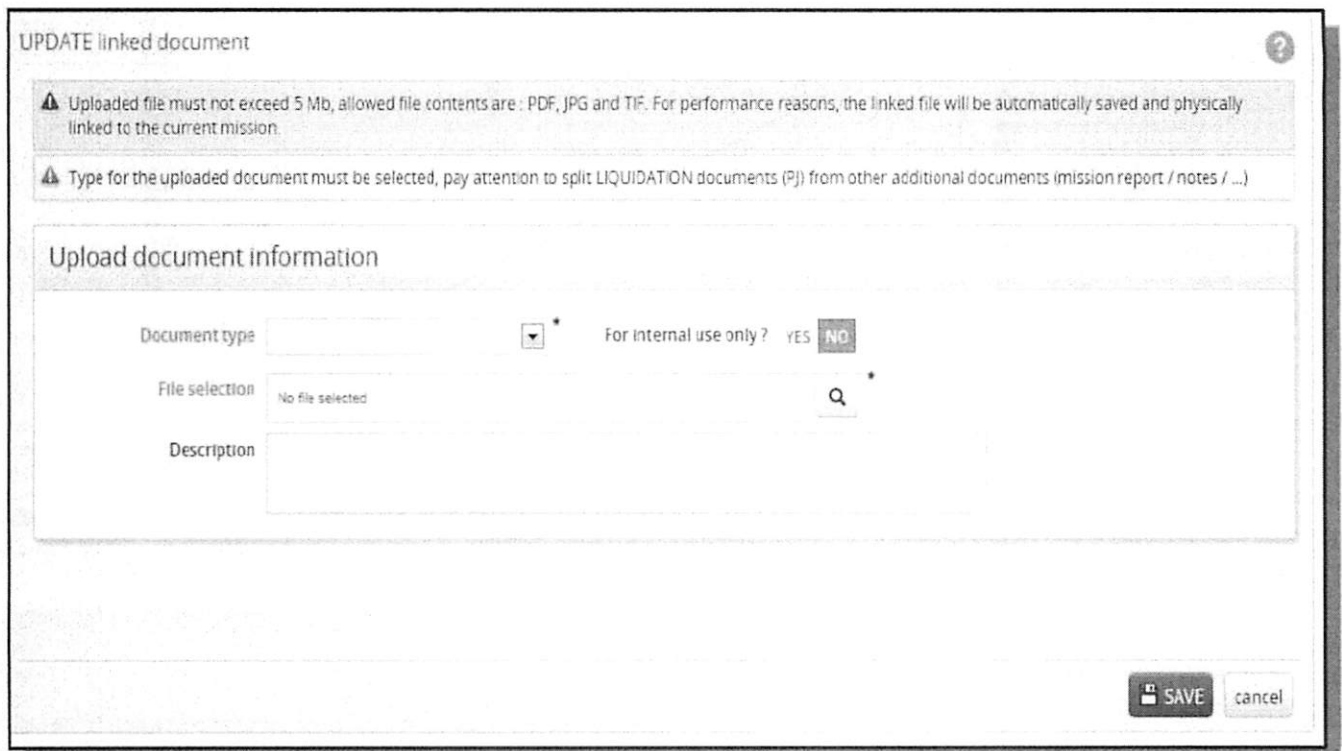 UPDATE linked document
?
Uploaded file must not exceed 5 Mb, allowed file contents are : PDF, JPG and TIF. For performance reasons, the linked file will be automatically saved and physically
linked to the current mission.
Type for the uploaded document must be selected, pay attention to split LIQUIDATION documents (PJ) from other additional documents (mission report / notes / ...)
Upload document information
Document type * For internal use only ? YES NO
File selection No file selected *
Description
SAVE cancel